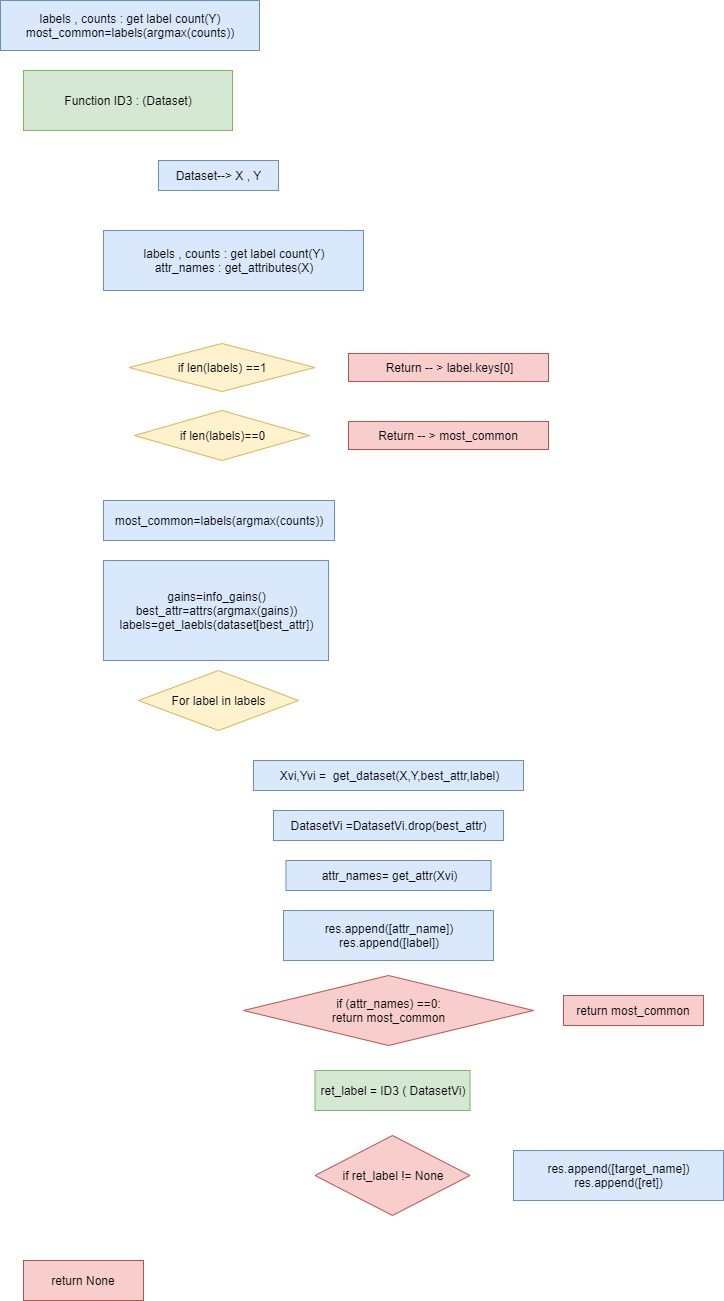 labels , counts : get label count(Y)
most_common=labels(argmax(counts))
Function ID3 : (Dataset)
Dataset--> X , Y
labels , counts : get label count(Y)
attr_names : get_attributes(X)
if len(labels) ==1
Return -- > label.keys[0]
if len(labels)==0
Return -- > most_common
most_common=labels(argmax(counts))
gains=info_gains()
best_attr=attrs(argmax(gains))
labels=get_laebls(dataset[best_attr])
For label in labels
Xvi,Yvi = get_dataset(X,Y,best_attr,label)
DatasetVi =DatasetVi.drop(best_attr)
attr_names= get_attr(Xvi)
res.append([attr_name])
res.append([label])
if (attr_names) ==0:
return most_common
return most_common
ret_label = ID3 ( DatasetVi)
if ret_label != None
res.append([target_name])
res.append([ret])
return None